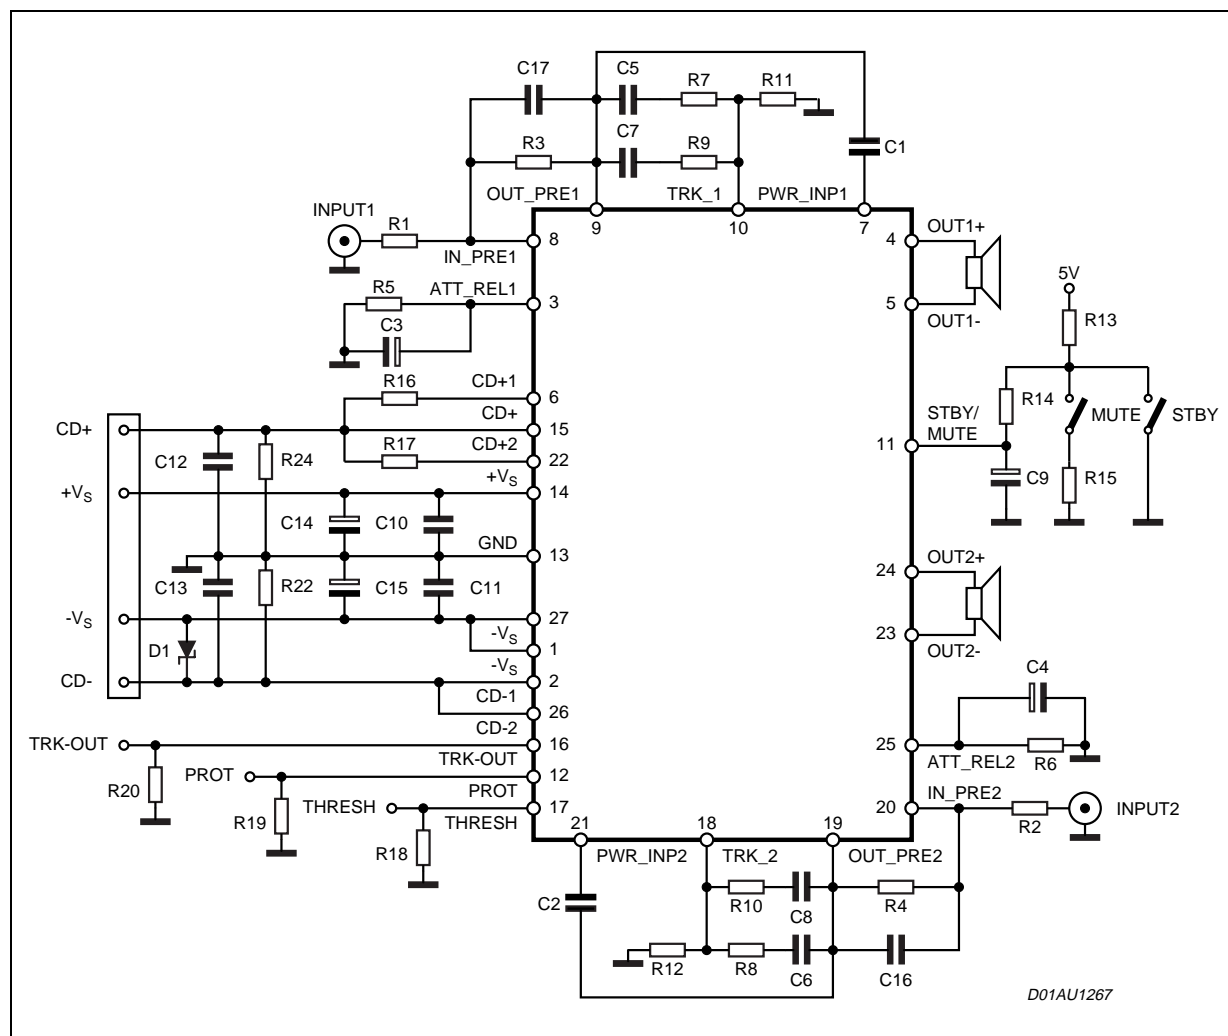 C17
C5
R7
R11
C7
R3
R9
C1
OUT_PRE1
TRK_1
PWR_INP1
INPUT1
R1
9
10
7
8
4
OUT1+
IN_PRE1
R5
ATT_REL1
3
5
OUT1-
5V
R13
C3
R16
CD+1
6
R14
CD+
CD+
15
STBY/
MUTE
11
MUTE
STBY
R17
CD+2
22
C12
R24
C9
R15
+VS
+VS
14
C14
C10
GND
13
24
OUT2+
C13
R22
C15
C11
-VS
27
23
OUT2-
-VS
1
D1
-VS
CD-
2
C4
CD-1
26
CD-2
TRK-OUT
16
25
ATT_REL2
R6
TRK-OUT
PROT
12
R20
PROT
IN_PRE2
THRESH
17
20
INPUT2
R19
THRESH
R2
21
18
19
R18
PWR_INP2
TRK_2
OUT_PRE2
C2
R10
C8
R4
R12
R8
C6
C16
D01AU1267